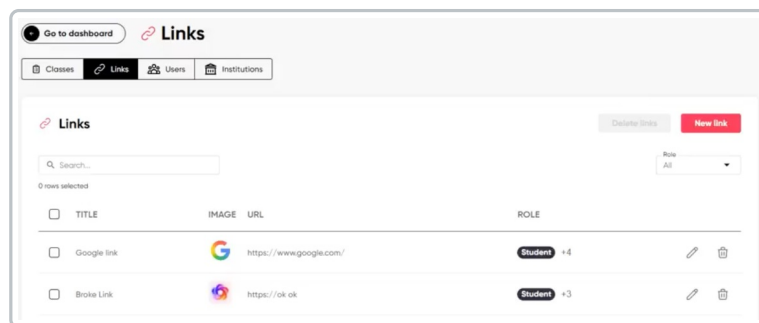 Go to dashboard Links
Classes Links Users Institutions
Links Delete links New link
Search... Role
All
0 rows selected
TITLE IMAGE URL ROLE
Google link https://www.google.com/ Student +4
Broke Link https://ok ok Student +3